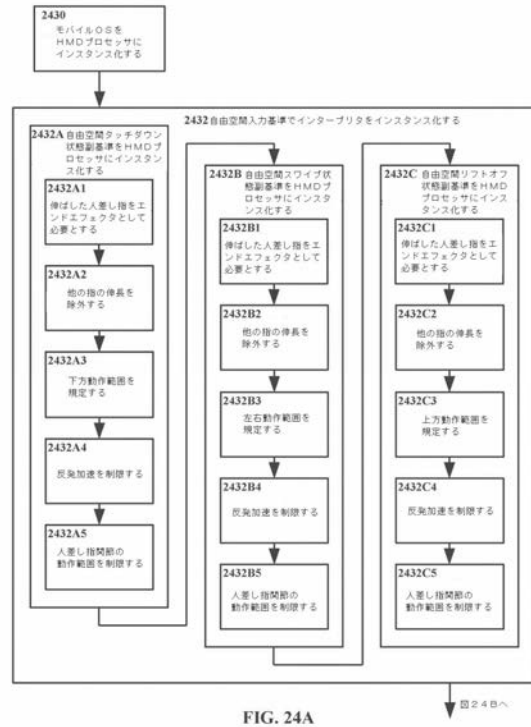 2430
モバイルOSを
HMDプロセッサに
インスタンス化する
2432 自由空間入力基準でインタープリタをインスタンス化する
2432A 自由空間タッチダウン
状態副基準をHMD
プロセッサにインスタ
ンス化する
2432A1
伸ばした人差し指をエ
ンドエフェクタとして
必要とする
2432A2
他の指の伸長を
除外する
2432A3
下方動作範囲を
規定する
2432A4
反発加速を制限する
2432A5
人差し指関節部の
動作範囲を制限する
2432B 自由空間スワイプ状
態副基準をHMDプロ
セッサにインスタンス
化する
2432B1
伸ばした人差し指をエ
ンドエフェクタとして
必要とする
2432B2
他の指の伸長を
除外する
2432B3
左右動作範囲を
規定する
2432B4
反発加速を制限する
2432B5
人差し指関節部の
動作範囲を制限する
2432C 自由空間リフトオフ
状態副基準をHMD
プロセッサにインスタ
ンス化する
2432C1
伸ばした人差し指をエ
ンドエフェクタとして
必要とする
2432C2
他の指の伸長を
除外する
2432C3
上方動作範囲を
規定する
2432C4
反発加速を制限する
2432C5
人差し指関節部の
動作範囲を制限する
図24Bへ
FIG. 24A